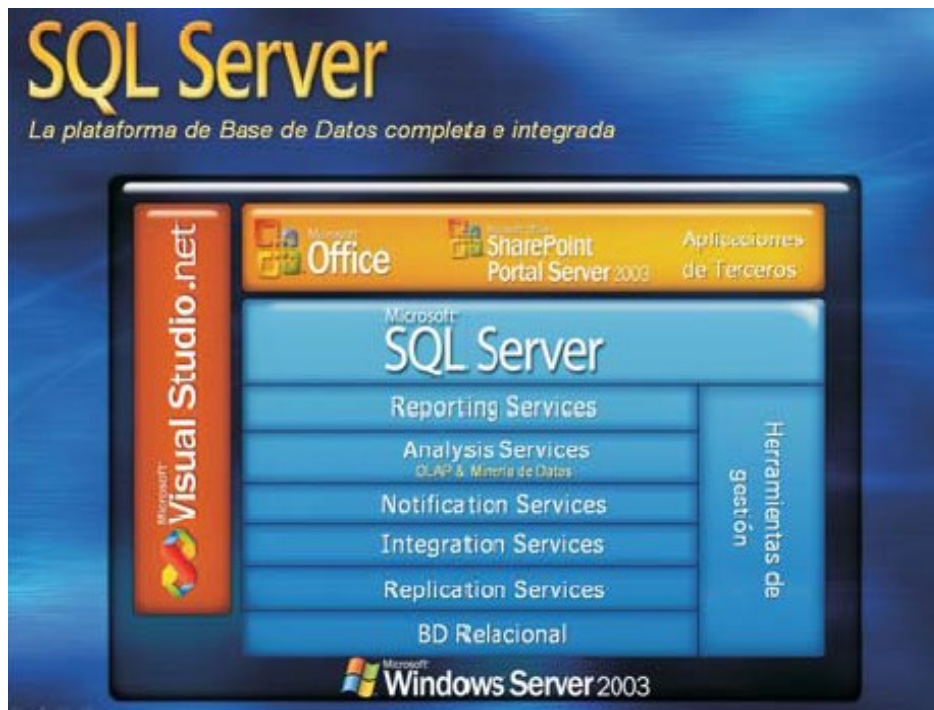 SQL Server
La plataforma de Base de Datos completa e integrada
Microsoft
Visual Studio.net
Microsoft
Office
Microsoft Office
SharePoint
Portal Server 2003
Aplicaciones
de Terceros
Microsoft
SQL Server
Reporting Services
Analysis Services
OLAP & Minería de Datos
Notification Services
Integration Services
Replication Services
BD Relacional
Herramientas de
gestión
Microsoft
Windows Server 2003